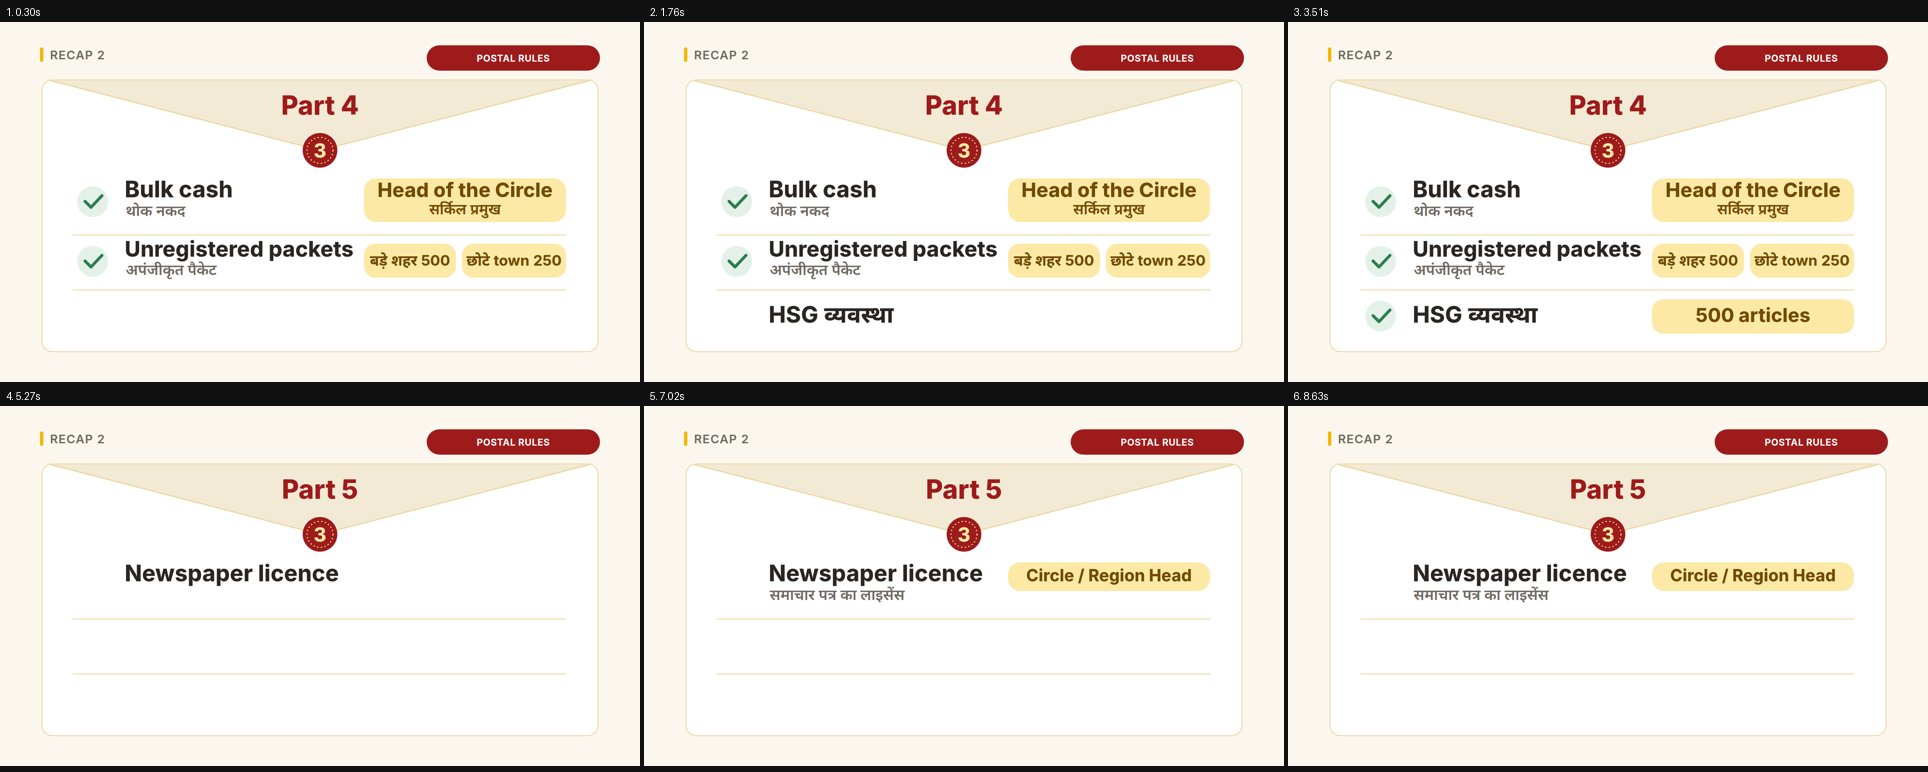 1. 0.30s
RECAP 2
POSTAL RULES
Part 4
3
Bulk cash
थोक नकद
Head of the Circle
सर्किल प्रमुख
Unregistered packets
अपंजीकृत पैकेट
बड़े शहर 500
छोटे town 250
2. 1.76s
RECAP 2
POSTAL RULES
Part 4
3
Bulk cash
थोक नकद
Head of the Circle
सर्किल प्रमुख
Unregistered packets
अपंजीकृत पैकेट
बड़े शहर 500
छोटे town 250
HSG व्यवस्था
3. 3.51s
RECAP 2
POSTAL RULES
Part 4
3
Bulk cash
थोक नकद
Head of the Circle
सर्किल प्रमुख
Unregistered packets
अपंजीकृत पैकेट
बड़े शहर 500
छोटे town 250
HSG व्यवस्था
500 articles
4. 5.27s
RECAP 2
POSTAL RULES
Part 5
3
Newspaper licence
5. 7.02s
RECAP 2
POSTAL RULES
Part 5
3
Newspaper licence
समाचार पत्र का लाइसेंस
Circle / Region Head
6. 8.63s
RECAP 2
POSTAL RULES
Part 5
3
Newspaper licence
समाचार पत्र का लाइसेंस
Circle / Region Head